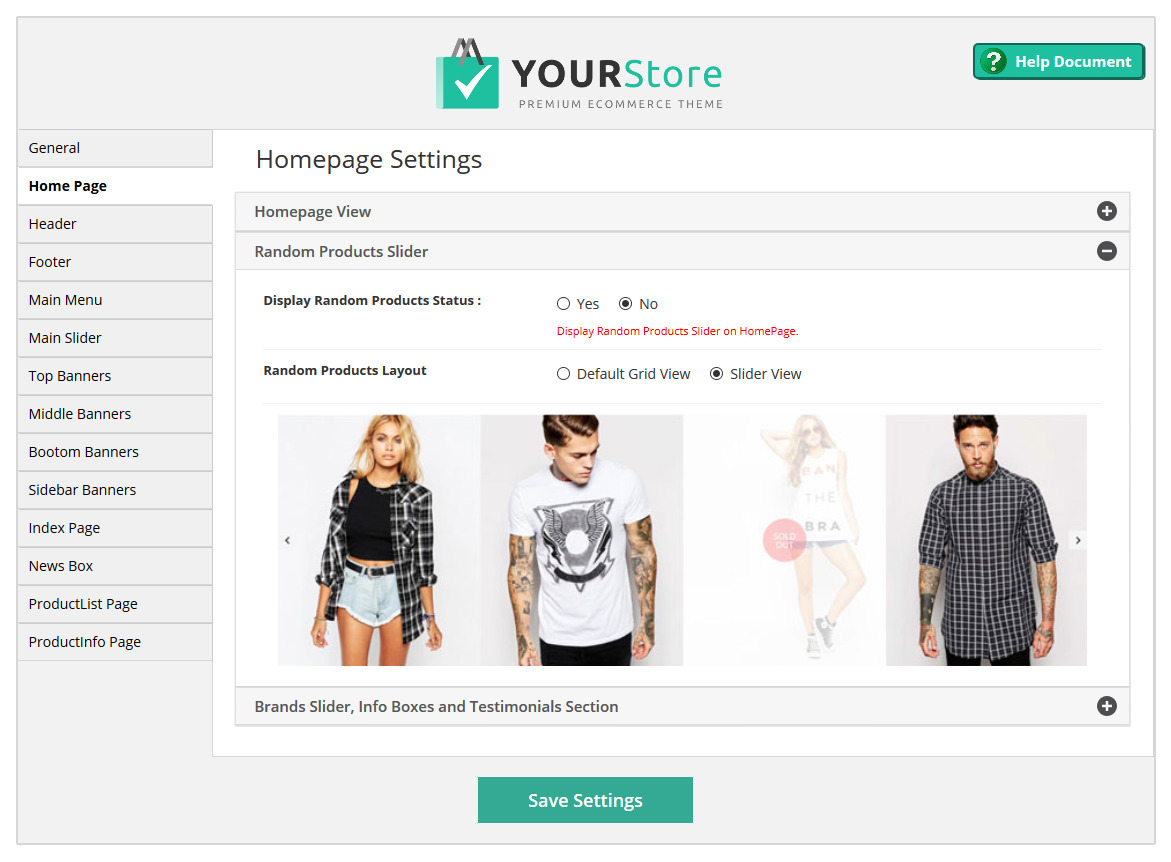 YOURStore
PREMIUM ECOMMERCE THEME
? Help Document
General
Home Page
Header
Footer
Main Menu
Main Slider
Top Banners
Middle Banners
Bootom Banners
Sidebar Banners
Index Page
News Box
ProductList Page
ProductInfo Page
Homepage Settings
Homepage View
Random Products Slider
Display Random Products Status :
Yes No
Display Random Products Slider on HomePage.
Random Products Layout
Default Grid View Slider View
BAN
THE
BRA
SOLD
OUT
Brands Slider, Info Boxes and Testimonials Section
Save Settings